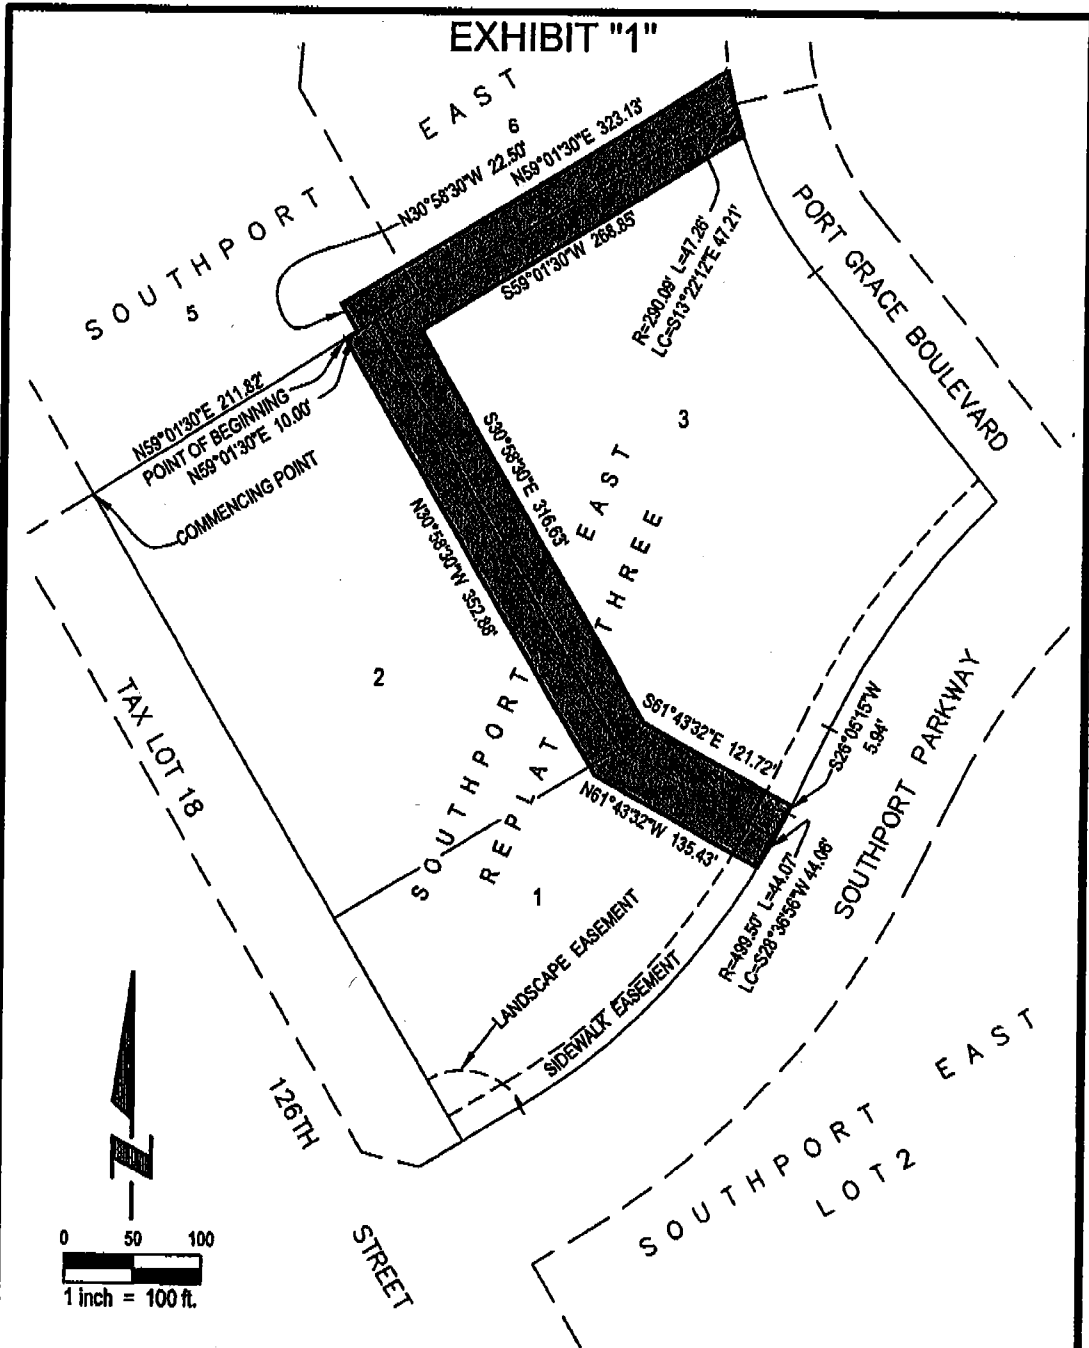 EXHIBIT "1"
EAST
6
N30°58'30"W 22.50'
N59°01'30"E 323.13'
SOUTHPORT
5
S59°01'30"W 268.85'
R=290.09' L=47.26'
LC=S13°22'12"E 47.21'
PORT GRACE BOULEVARD
N59°01'30"E 211.82'
POINT OF BEGINNING
N59°01'30"E 10.00'
COMMENCING POINT
3
S30°58'30"E 316.63'
N30°58'30"W 352.88'
EAST
THREE
2
SOUTHPORT
REPLAT
TAX LOT 18
S61°43'32"E 121.72'
S26°05'15"W
5.94'
SOUTHPORT PARKWAY
N61°43'32"W 135.43'
1
R=499.50' L=44.07'
LC=S28°36'56"W 44.06'
LANDSCAPE EASEMENT
SIDEWALK EASEMENT
126TH
STREET
SOUTHPORT EAST
LOT 2
N
0 50 100
1 inch = 100 ft.